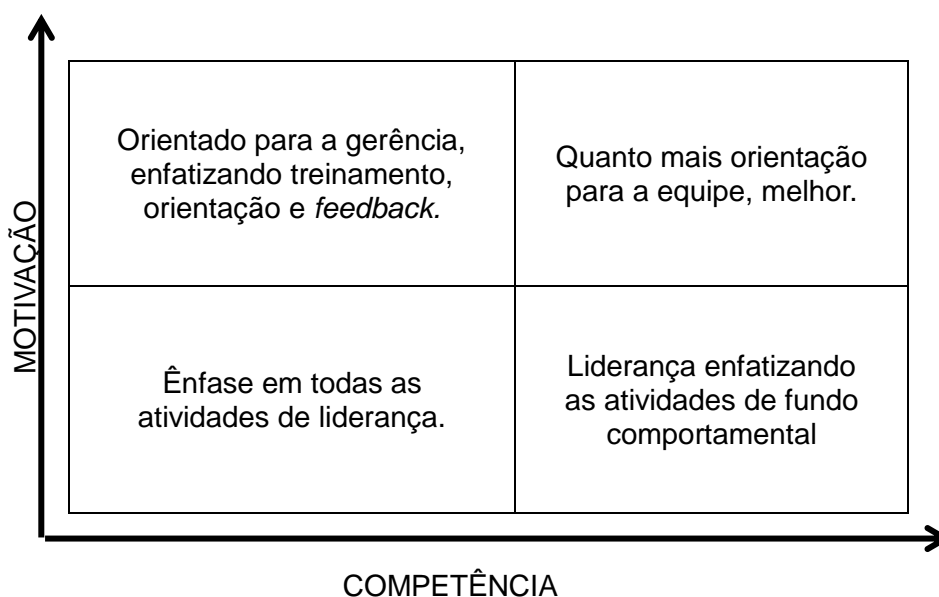 MOTIVAÇÃO
Orientado para a gerência,
enfatizando treinamento,
orientação e feedback.
Quanto mais orientação
para a equipe, melhor.
Ênfase em todas as
atividades de liderança.
Liderança enfatizando
as atividades de fundo
comportamental
COMPETÊNCIA